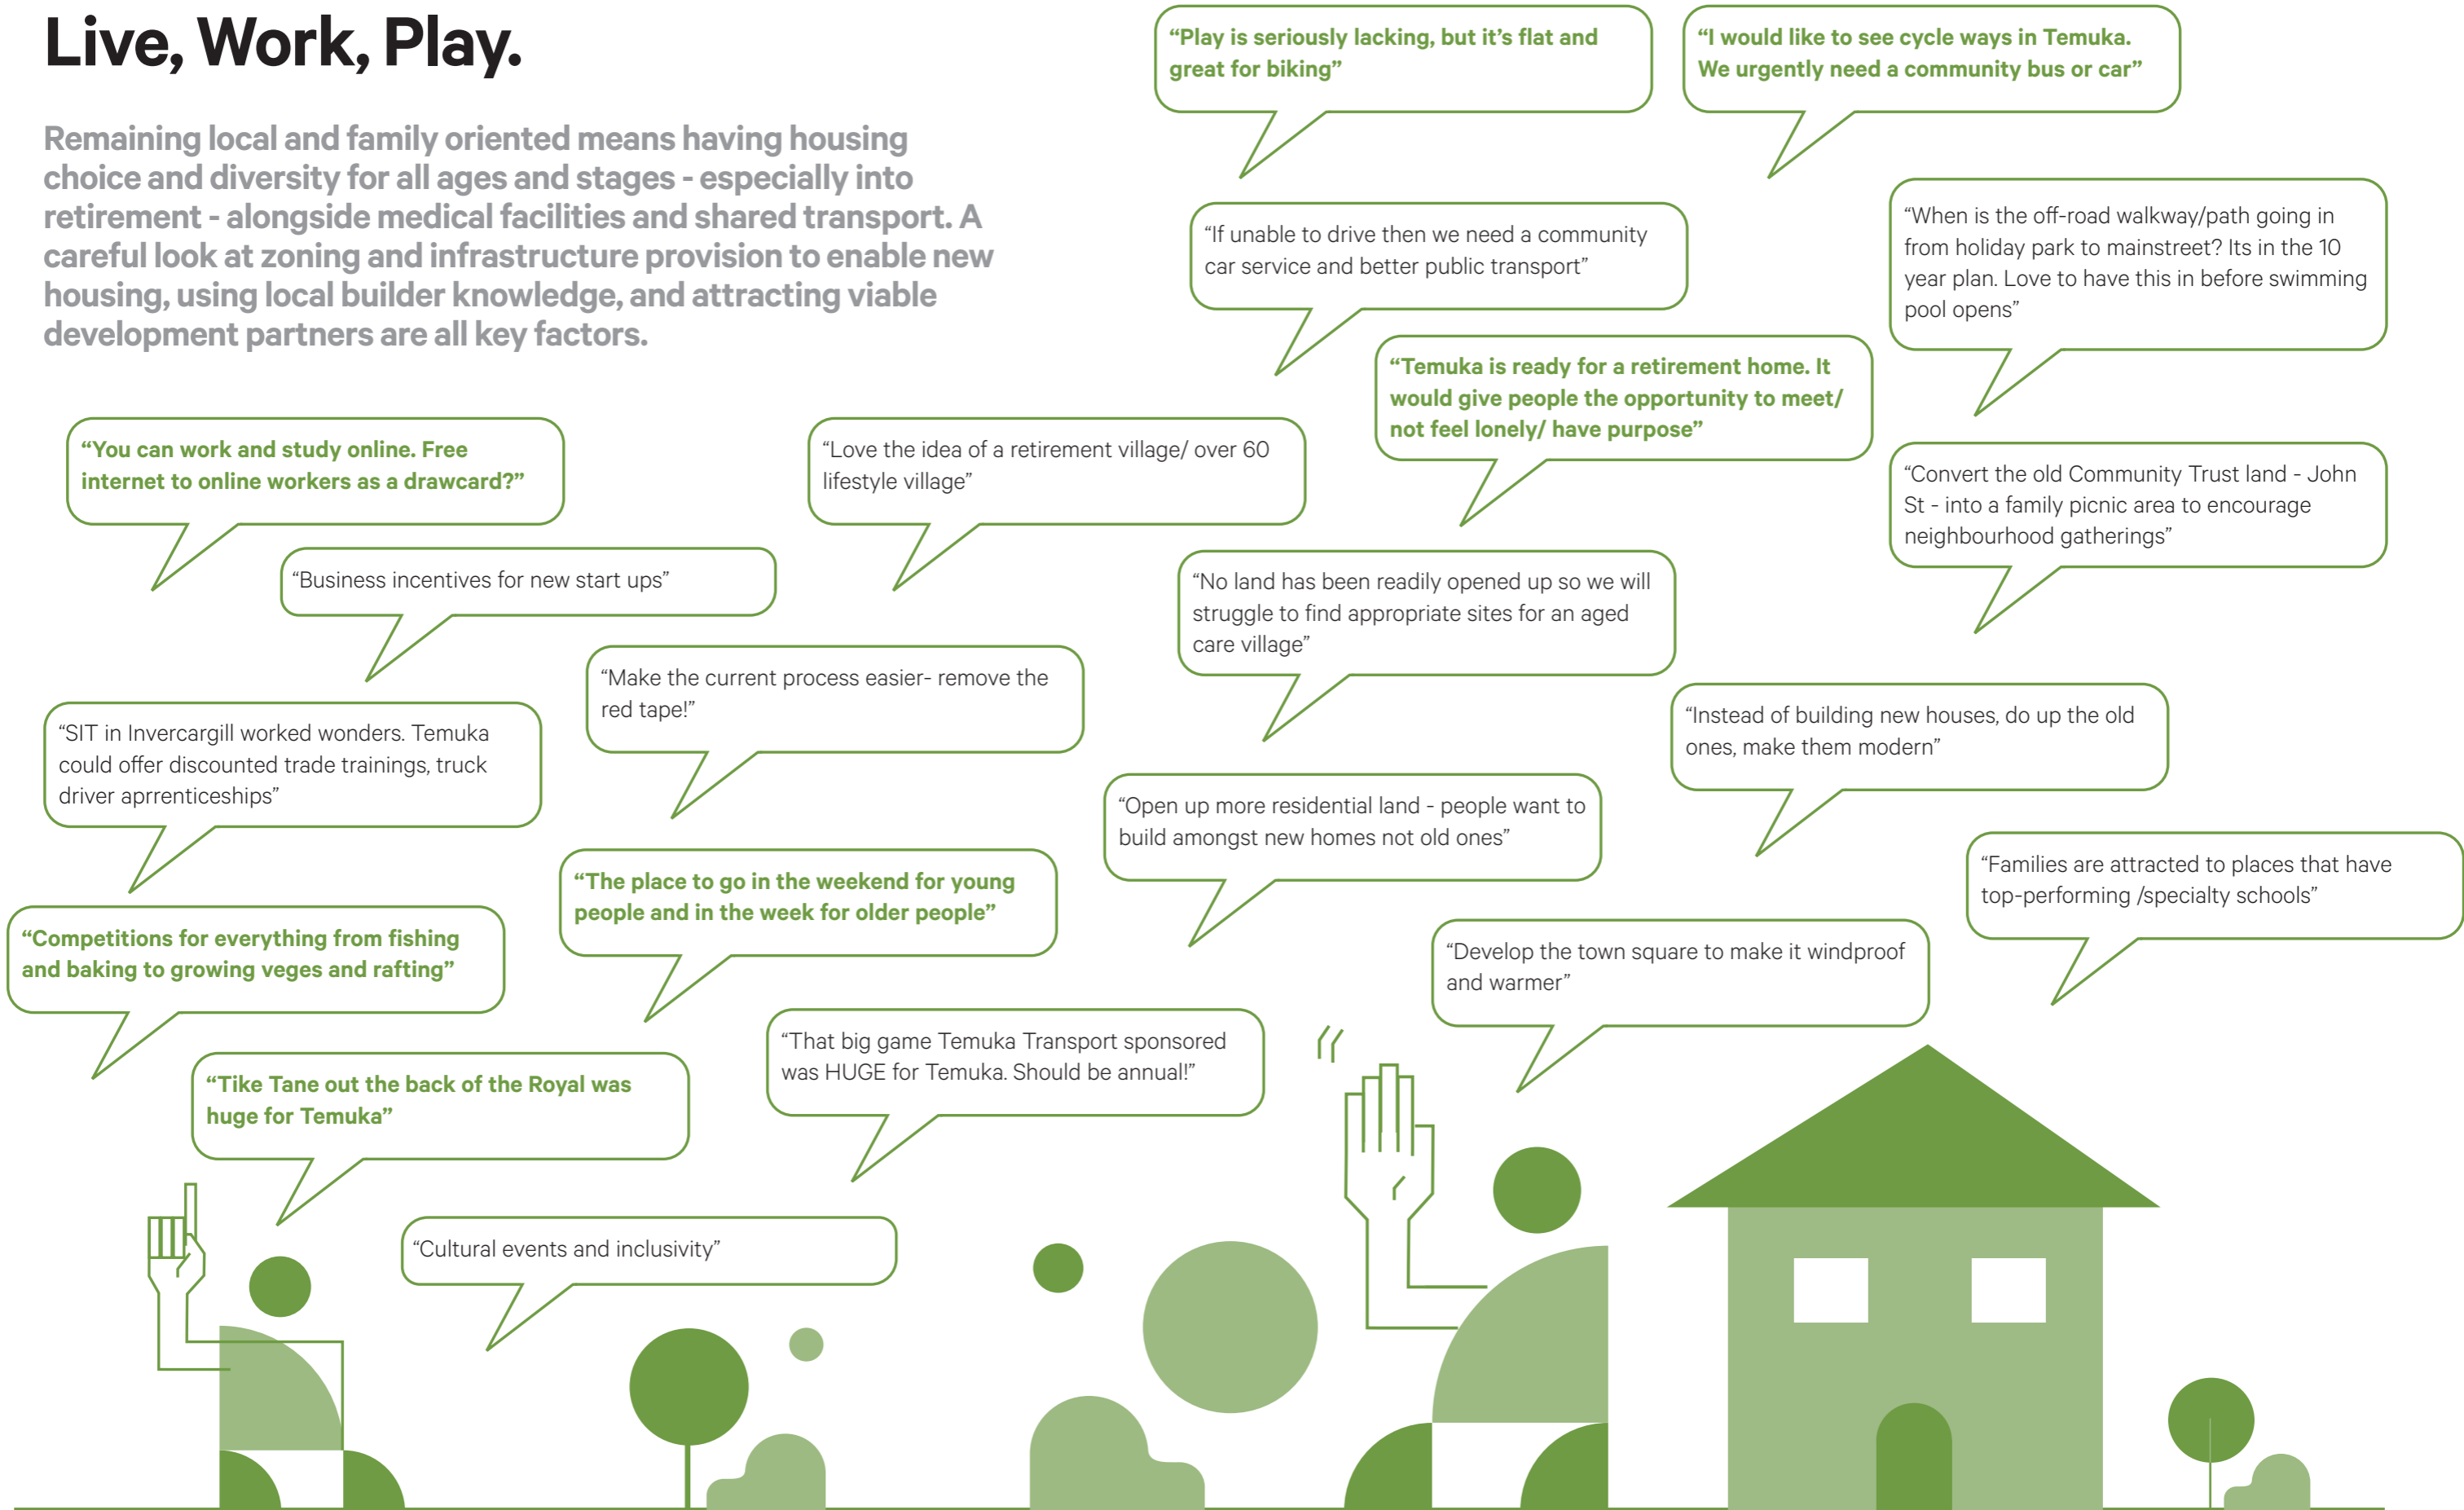 Live, Work, Play.
Remaining local and family oriented means having housing
choice and diversity for all ages and stages - especially into
retirement - alongside medical facilities and shared transport. A
careful look at zoning and infrastructure provision to enable new
housing, using local builder knowledge, and attracting viable
development partners are all key factors.
“Play is seriously lacking, but it’s flat and
great for biking”
“I would like to see cycle ways in Temuka.
We urgently need a community bus or car”
“If unable to drive then we need a community
car service and better public transport”
“When is the off-road walkway/path going in
from holiday park to mainstreet? Its in the 10
year plan. Love to have this in before swimming
pool opens”
“Temuka is ready for a retirement home. It
would give people the opportunity to meet/
not feel lonely/ have purpose”
“You can work and study online. Free
internet to online workers as a drawcard?”
“Love the idea of a retirement village/ over 60
lifestyle village”
“Convert the old Community Trust land - John
St - into a family picnic area to encourage
neighbourhood gatherings”
“Business incentives for new start ups”
“No land has been readily opened up so we will
struggle to find appropriate sites for an aged
care village”
“Make the current process easier- remove the
red tape!”
“SIT in Invercargill worked wonders. Temuka
could offer discounted trade trainings, truck
driver aprrenticeships”
“Instead of building new houses, do up the old
ones, make them modern”
“Open up more residential land - people want to
build amongst new homes not old ones”
“The place to go in the weekend for young
people and in the week for older people”
“Families are attracted to places that have
top-performing /specialty schools”
“Competitions for everything from fishing
and baking to growing veges and rafting”
“Develop the town square to make it windproof
and warmer”
“That big game Temuka Transport sponsored
was HUGE for Temuka. Should be annual!”
“Tike Tane out the back of the Royal was
huge for Temuka”
“Cultural events and inclusivity”